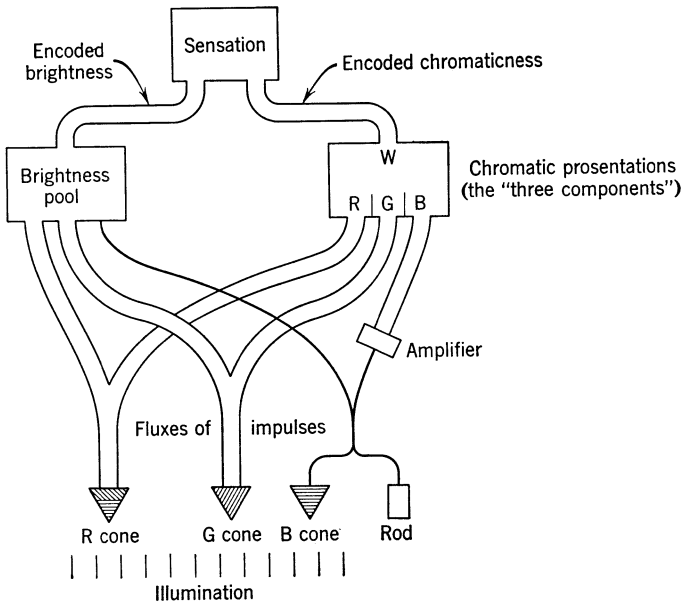 Sensation
Encoded
brightness
Encoded chromaticness
Brightness
pool
W
R G B
Chromatic prosentations
(the "three components")
Amplifier
Fluxes of impulses
R cone
G cone
B cone
Rod
Illumination